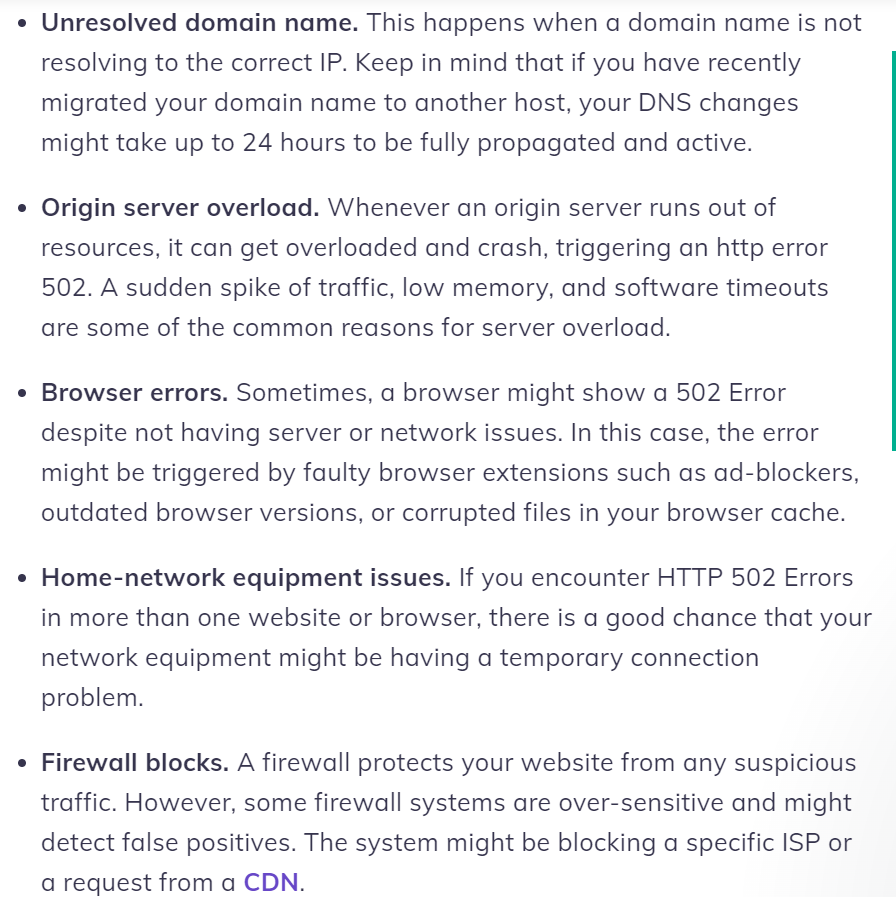 • Unresolved domain name. This happens when a domain name is not
resolving to the correct IP. Keep in mind that if you have recently
migrated your domain name to another host, your DNS changes
might take up to 24 hours to be fully propagated and active.
• Origin server overload. Whenever an origin server runs out of
resources, it can get overloaded and crash, triggering an http error
502. A sudden spike of traffic, low memory, and software timeouts
are some of the common reasons for server overload.
• Browser errors. Sometimes, a browser might show a 502 Error
despite not having server or network issues. In this case, the error
might be triggered by faulty browser extensions such as ad-blockers,
outdated browser versions, or corrupted files in your browser cache.
• Home-network equipment issues. If you encounter HTTP 502 Errors
in more than one website or browser, there is a good chance that your
network equipment might be having a temporary connection
problem.
• Firewall blocks. A firewall protects your website from any suspicious
traffic. However, some firewall systems are over-sensitive and might
detect false positives. The system might be blocking a specific ISP or
a request from a CDN.